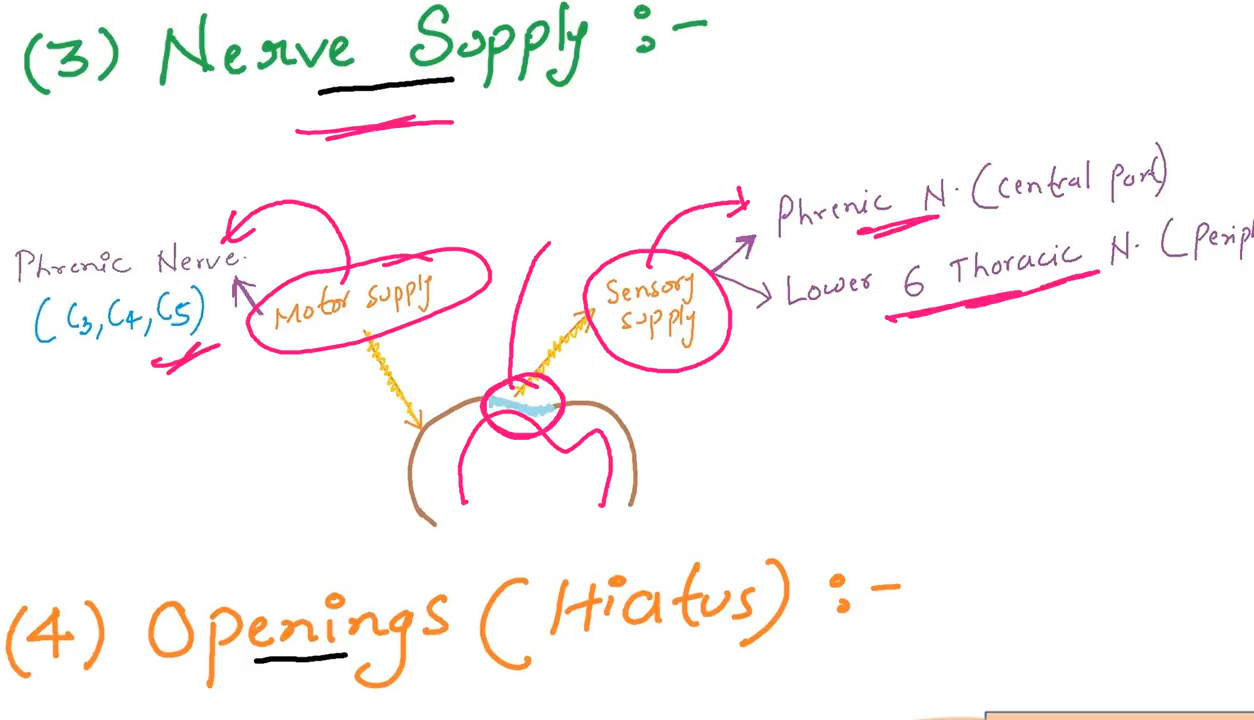 (3) Nerve Supply :-
Phrenic N. (Central part)
Lower 6 Thoracic N. (Periph
Sensory
supply
Phrenic Nerve.
(C3, C4, C5)
Motor supply
(4) Openings (Hiatus) :-